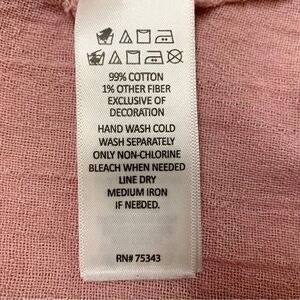 99% COTTON
1% OTHER FIBER
EXCLUSIVE OF
DECORATION
HAND WASH COLD
WASH SEPARATELY
ONLY NON-CHLORINE
BLEACH WHEN NEEDED
LINE DRY
MEDIUM IRON
IF NEEDED.
RN# 75343